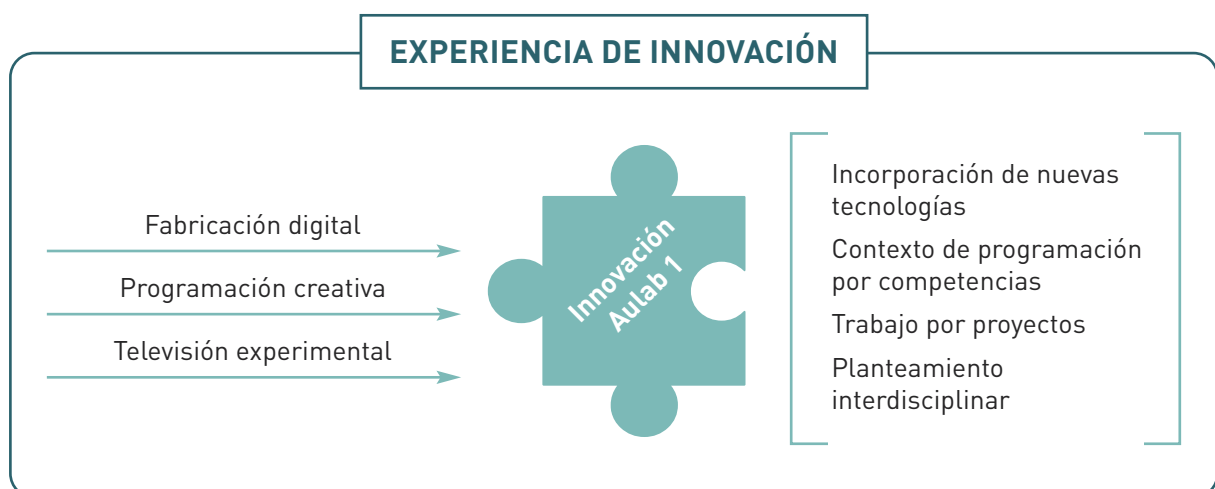 EXPERIENCIA DE INNOVACIÓN
Fabricación digital
Programación creativa
Televisión experimental
Innovación
Aulab 1
Incorporación de nuevas
tecnologías
Contexto de programación
por competencias
Trabajo por proyectos
Planteamiento
interdisciplinar